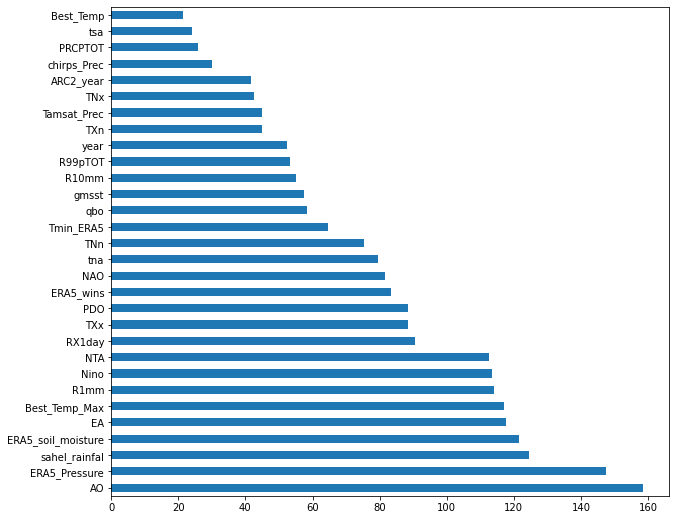 Best_Temp
tsa
PRCPTOT
chirps_Prec
ARC2_year
TNx
Tamsat_Prec
TXn
year
R99pTOT
R10mm
gmsst
qbo
Tmin_ERA5
TNn
tna
NAO
ERA5_wins
PDO
TXx
RX1day
NTA
Nino
R1mm
Best_Temp_Max
EA
ERA5_soil_moisture
sahel_rainfal
ERA5_Pressure
AO
0 20 40 60 80 100 120 140 160